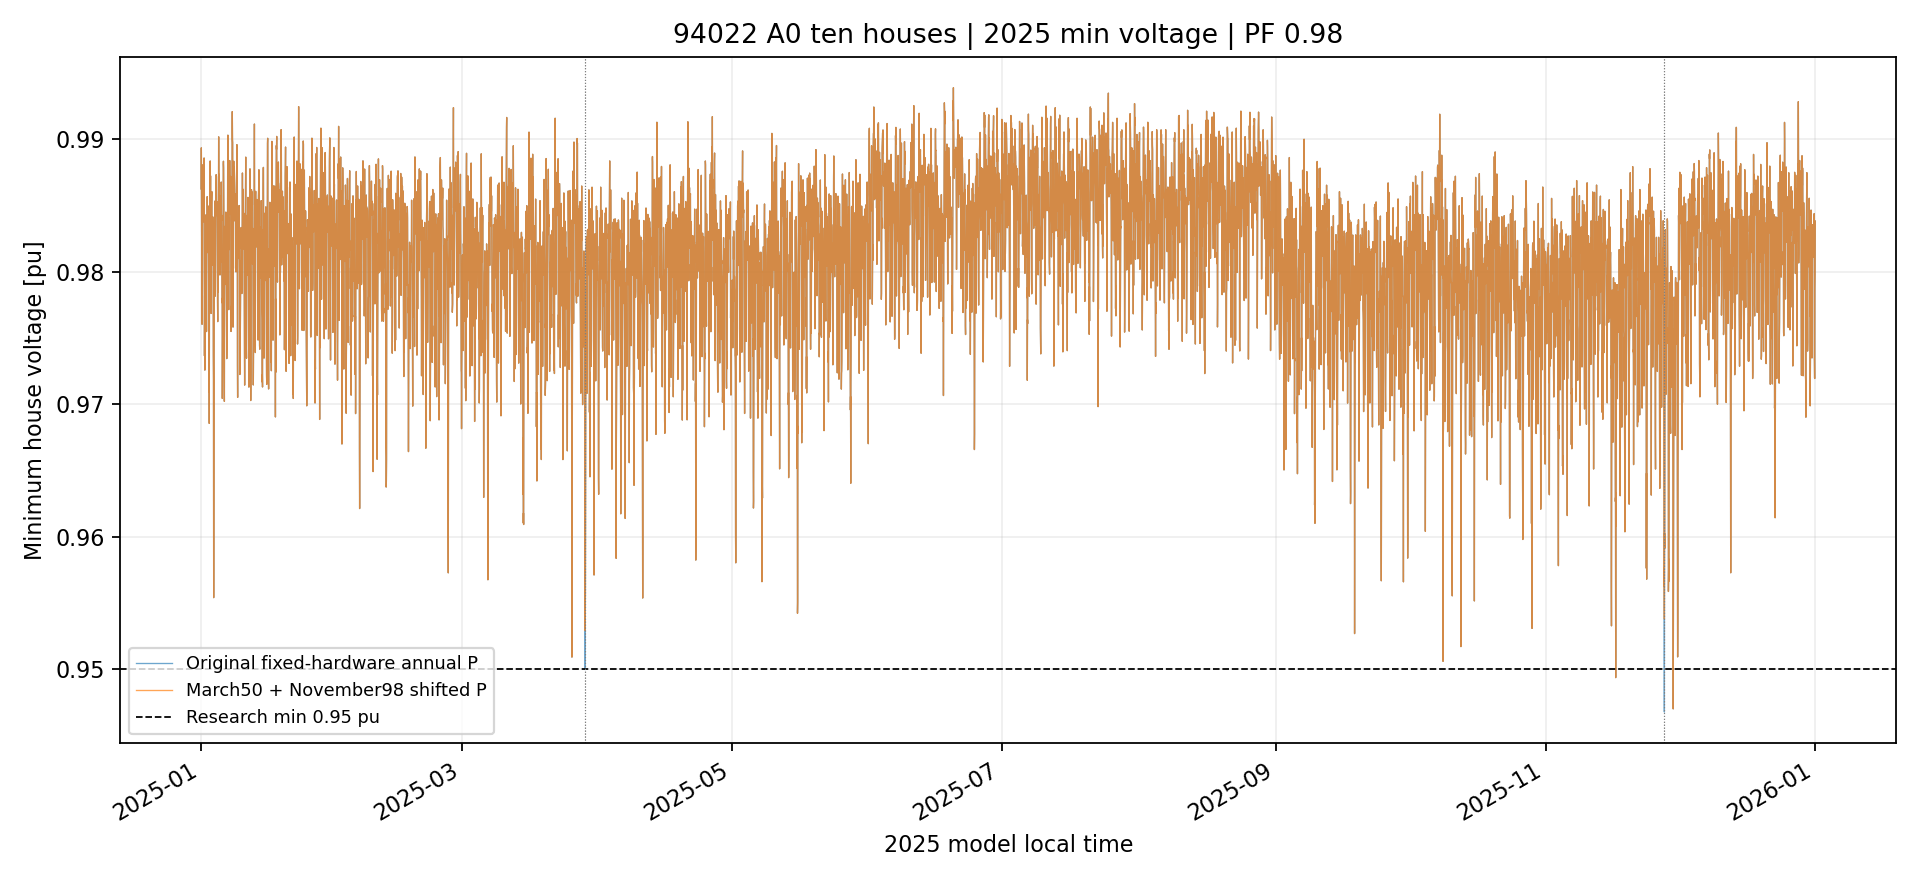 94022 A0 ten houses | 2025 min voltage | PF 0.98
Minimum house voltage [pu]
0.99
0.98
0.97
0.96
0.95
Original fixed-hardware annual P
March50 + November98 shifted P
Research min 0.95 pu
2025-01
2025-03
2025-05
2025-07
2025-09
2025-11
2026-01
2025 model local time